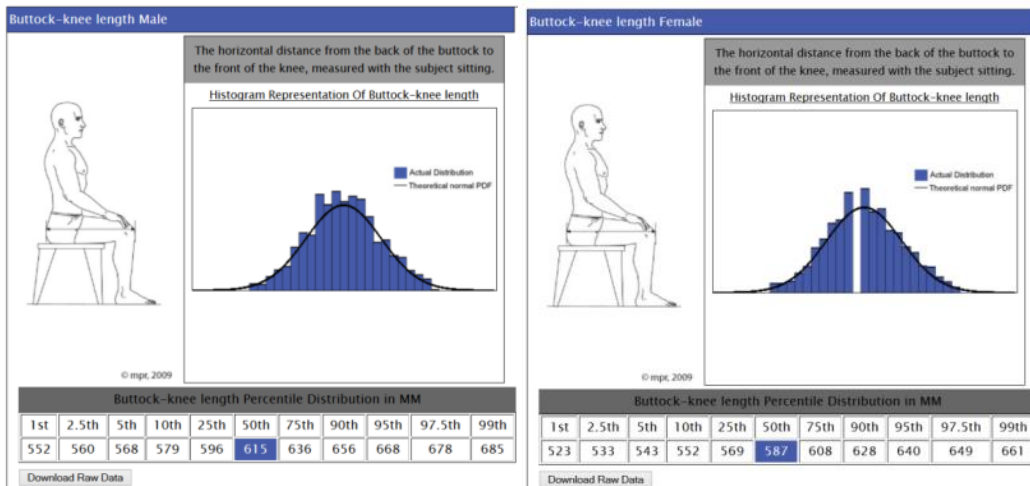 Buttock-knee length Male
The horizontal distance from the back of the buttock to
the front of the knee, measured with the subject sitting.
Histogram Representation Of Buttock-knee length
Actual Distribution
Theoretical normal PDF
© mpr, 2009
Buttock-knee length Percentile Distribution in MM
1st 2.5th 5th 10th 25th 50th 75th 90th 95th 97.5th 99th
552 560 568 579 596 615 636 656 668 678 685
Download Raw Data
Buttock-knee length Female
The horizontal distance from the back of the buttock to
the front of the knee, measured with the subject sitting.
Histogram Representation Of Buttock-knee length
Actual Distribution
Theoretical normal PDF
© mpr, 2009
Buttock-knee length Percentile Distribution in MM
1st 2.5th 5th 10th 25th 50th 75th 90th 95th 97.5th 99th
523 533 543 552 569 587 608 628 640 649 661
Download Raw Data